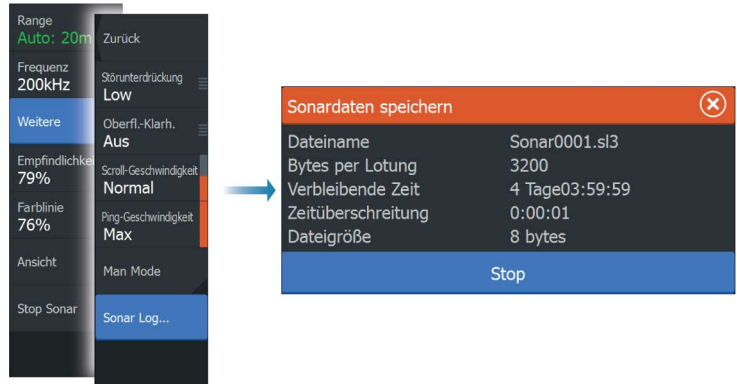 Range
Auto: 20m
Frequenz
200kHz
Weitere
79%
Farblinie
76%
Ansicht
Stop Sonar
Zurück
Störunterdrückung
Low
Oberfl.-Klarh.
Aus
Scroll-Geschwindigkeit
Normal
Ping-Geschwindigkeit
Max
Man Mode
Sonar Log...
Sonardaten speichern
Dateiname Sonar0001.sl3
Bytes per Lotung 3200
Verbleibende Zeit 4 Tage03:59:59
Zeitüberschreitung 0:00:01
Dateigröße 8 bytes
Stop